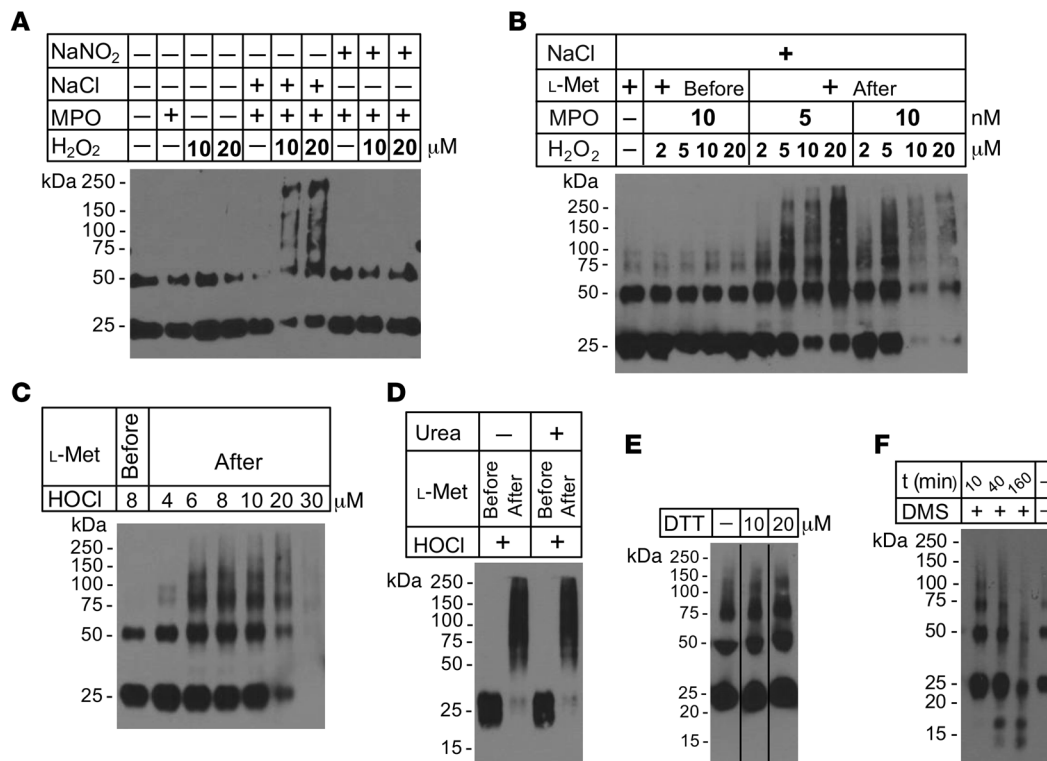 A
NaNO₂ — — — — — — — + + +
NaCl — — — — + + + — — —
MPO — + — — + + + + + +
H₂O₂ — — 10 20 — 10 20 — 10 20 μM
kDa
250 -
150 -
100 -
75 -
50 -
25 -
B
NaCl +
L-Met + + Before + After
MPO — 10 5 10 nM
H₂O₂ — 2 5 10 20 2 5 10 20 2 5 10 20 μM
kDa
250 -
150 -
100 -
75 -
50 -
25 -
C
L-Met Before After
HOCl 8 4 6 8 10 20 30 μM
kDa
250 -
150 -
100 -
75 -
50 -
25 -
D
Urea — +
L-Met Before After Before After
HOCl + +
kDa
250 -
150 -
100 -
75 -
50 -
25 -
15 -
E
DTT — 10 20 μM
kDa
250 -
150 -
100 -
75 -
50 -
25 -
20 -
15 -
F
t (min) 10 40 160 —
DMS + + + —
kDa
250 -
150 -
100 -
75 -
50 -
25 -
20 -
15 -